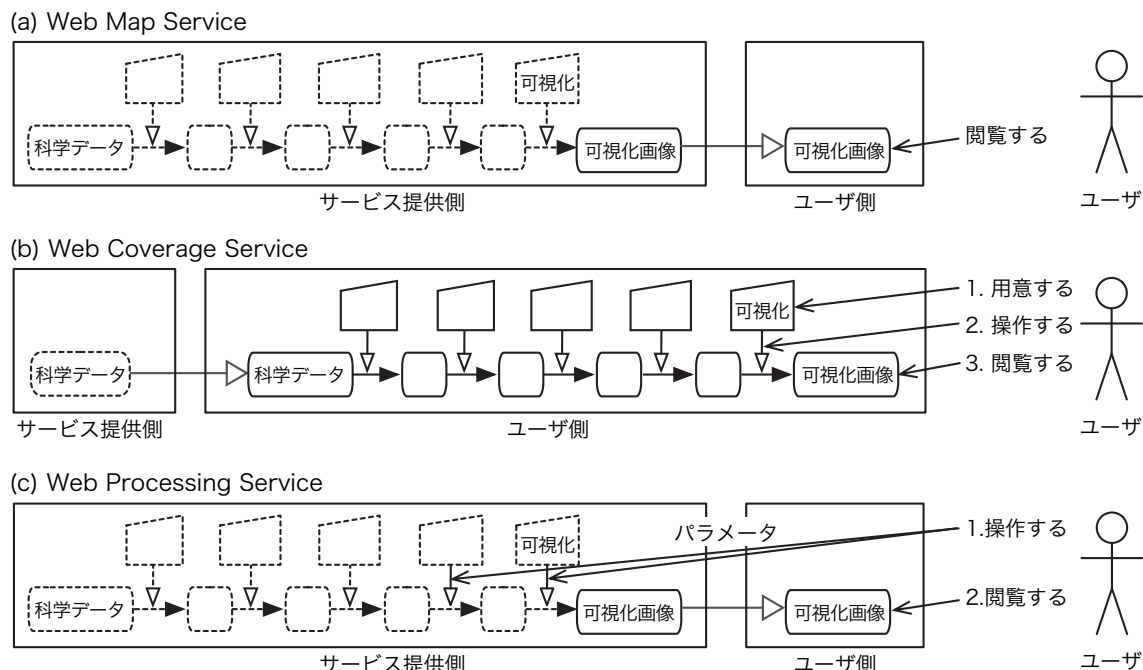 (a) Web Map Service
可視化
科学データ
可視化画像
可視化画像
閲覧する
サービス提供側
ユーザ側
ユーザ
(b) Web Coverage Service
可視化
1. 用意する
2. 操作する
科学データ
科学データ
可視化画像
3. 閲覧する
サービス提供側
ユーザ側
ユーザ
(c) Web Processing Service
パラメータ
1.操作する
可視化
科学データ
可視化画像
可視化画像
2.閲覧する
サービス提供側
ユーザ側
ユーザ